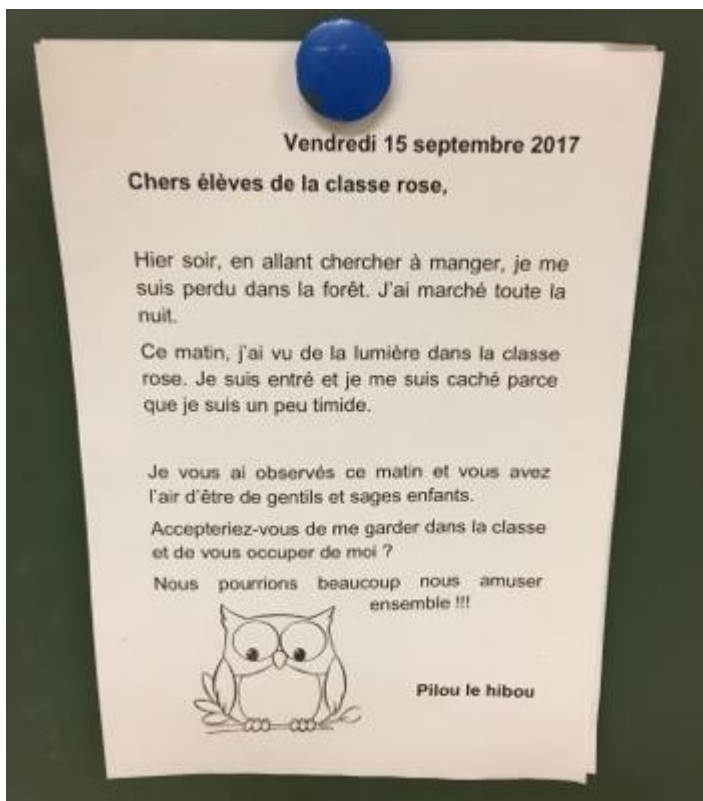 Vendredi 15 septembre 2017
Chers élèves de la classe rose,
Hier soir, en allant chercher à manger, je me
suis perdu dans la forêt. J'ai marché toute la
nuit.
Ce matin, j'ai vu de la lumière dans la classe
rose. Je suis entré et je me suis caché parce
que je suis un peu timide.
Je vous ai observés ce matin et vous avez
l'air d'être de gentils et sages enfants.
Accepteriez-vous de me garder dans la classe
et de vous occuper de moi ?
Nous pourrions beaucoup nous amuser
ensemble !!!
Pilou le hibou